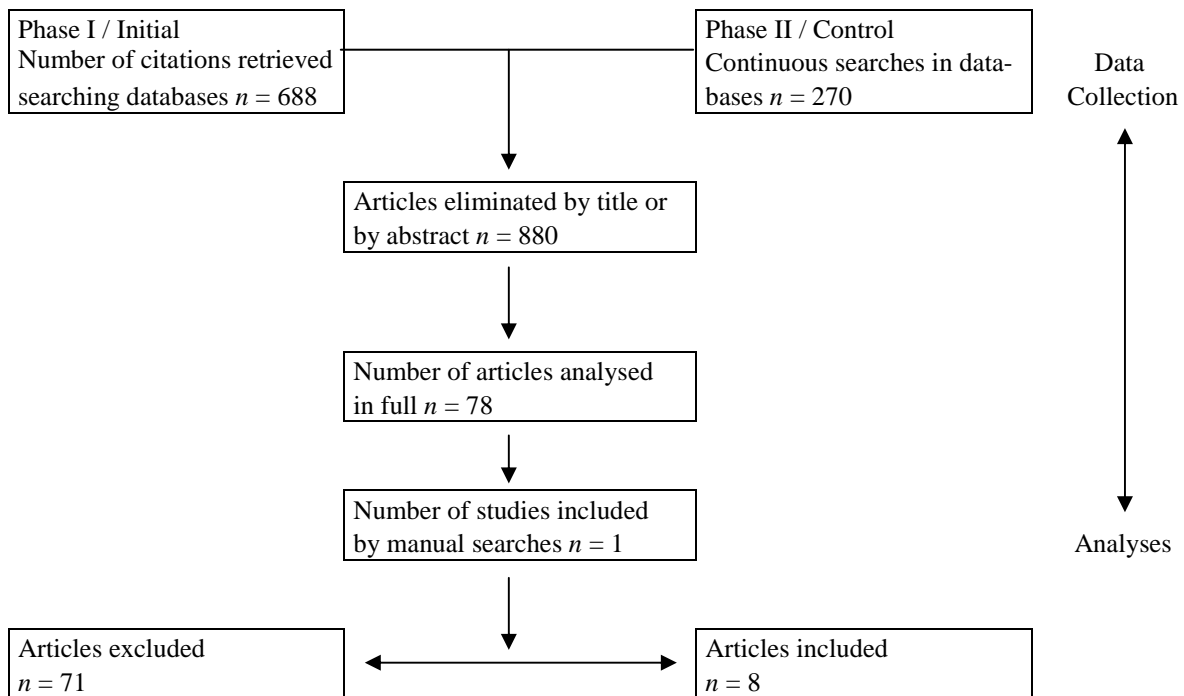 Phase I / Initial
Number of citations retrieved
searching databases n = 688
Phase II / Control
Continuous searches in data-
bases n = 270
Data
Collection
Articles eliminated by title or
by abstract n = 880
Number of articles analysed
in full n = 78
Number of studies included
by manual searches n = 1
Analyses
Articles excluded
n = 71
Articles included
n = 8